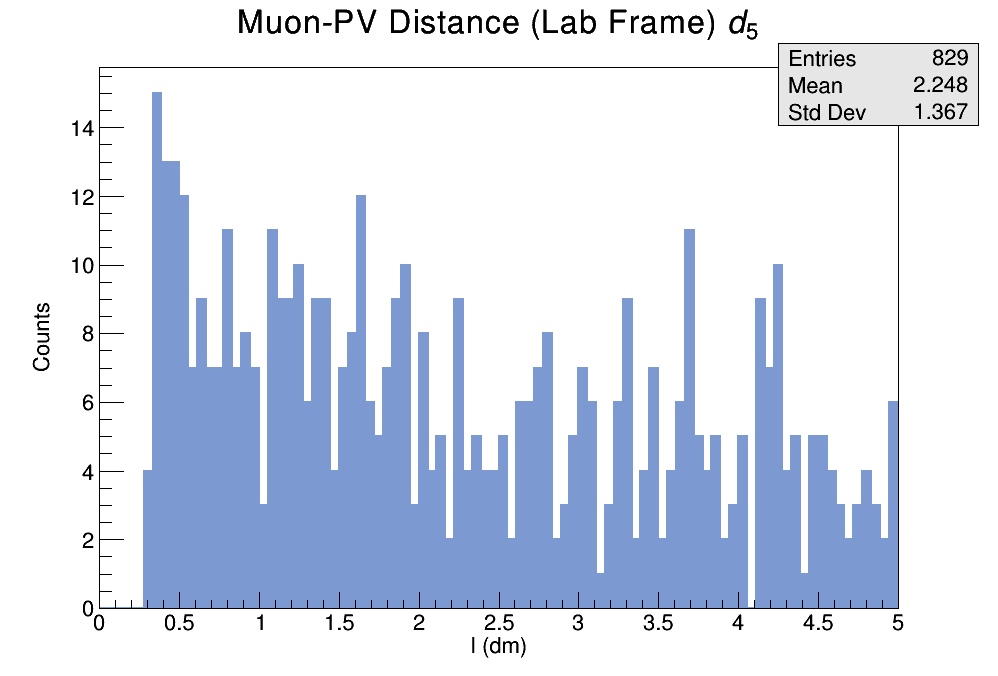 Muon-PV Distance (Lab Frame) d5
Entries 829
Mean 2.248
Std Dev 1.367
14
12
10
8
6
4
2
0
Counts
0 0.5 1 1.5 2 2.5 3 3.5 4 4.5 5
l (dm)